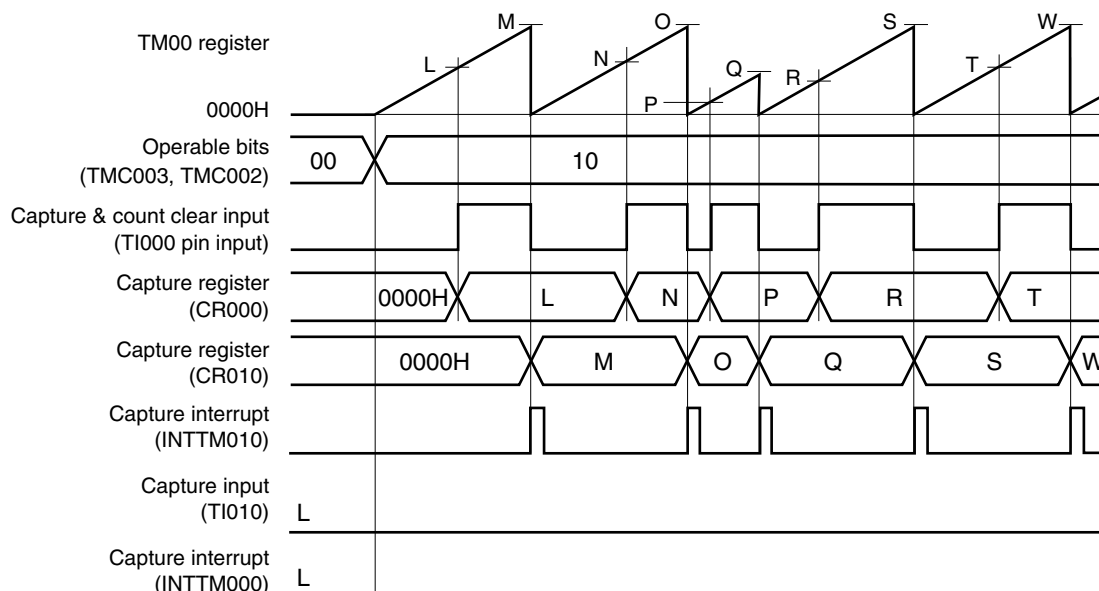 M O S W
L N Q R T
TM00 register
P
0000H
Operable bits
(TMC003, TMC002)
00 10
Capture & count clear input
(TI000 pin input)
Capture register
(CR000)
0000H L N P R T
Capture register
(CR010)
0000H M O Q S W
Capture interrupt
(INTTM010)
Capture input
(TI010)
L
Capture interrupt
(INTTM000)
L